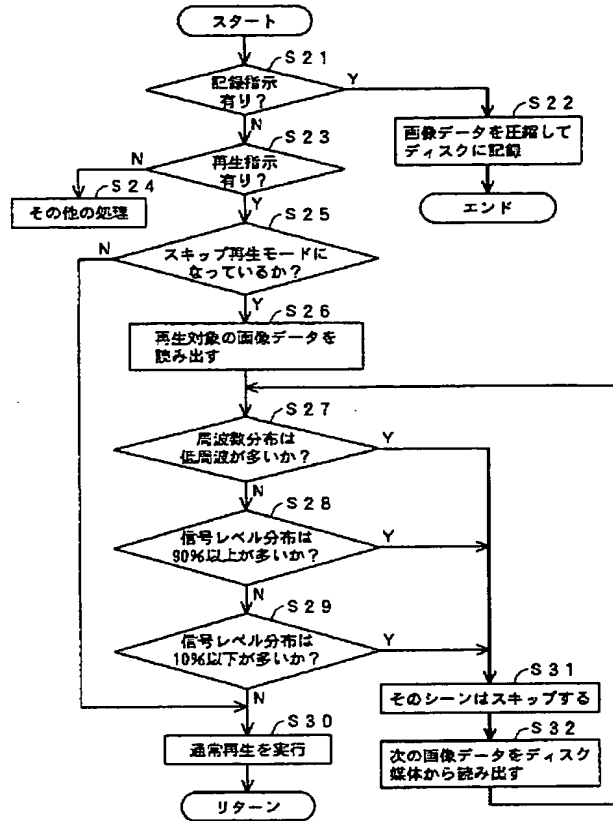 スタート
S21
記録指示
有り？
Y
S22
画像データを圧縮して
ディスクに記録
エンド
N
S23
再生指示
有り？
N
S24
その他の処理
Y
S25
スキップ再生モードに
なっているか？
N
Y
S26
再生対象の画像データを
読み出す
S27
周波数分布は
低周波が多いか？
Y
N
S28
信号レベル分布は
90%以上が多いか？
Y
N
S29
信号レベル分布は
10%以下が多いか？
Y
N
S31
そのシーンはスキップする
S30
通常再生を実行
S32
次の画像データをディスク
媒体から読み出す
リターン